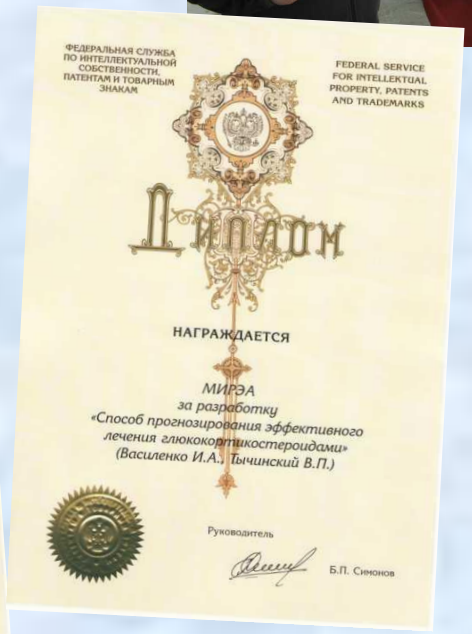 ФЕДЕРАЛЬНАЯ СЛУЖБА
ПО ИНТЕЛЛЕКТУАЛЬНОЙ
СОБСТВЕННОСТИ,
ПАТЕНТАМ И ТОВАРНЫМ
ЗНАКАМ
FEDERAL SERVICE
FOR INTELLEKTUAL
PROPERTY, PATENTS
AND TRADEMARKS
ДИПЛОМ
НАГРАЖДАЕТСЯ
МИРЭА
за разработку
«Способ прогнозирования эффективного
лечения глюкокортикостероидами»
(Василенко И.А., Тычинский В.П.)
Руководитель
Б.П. Симонов